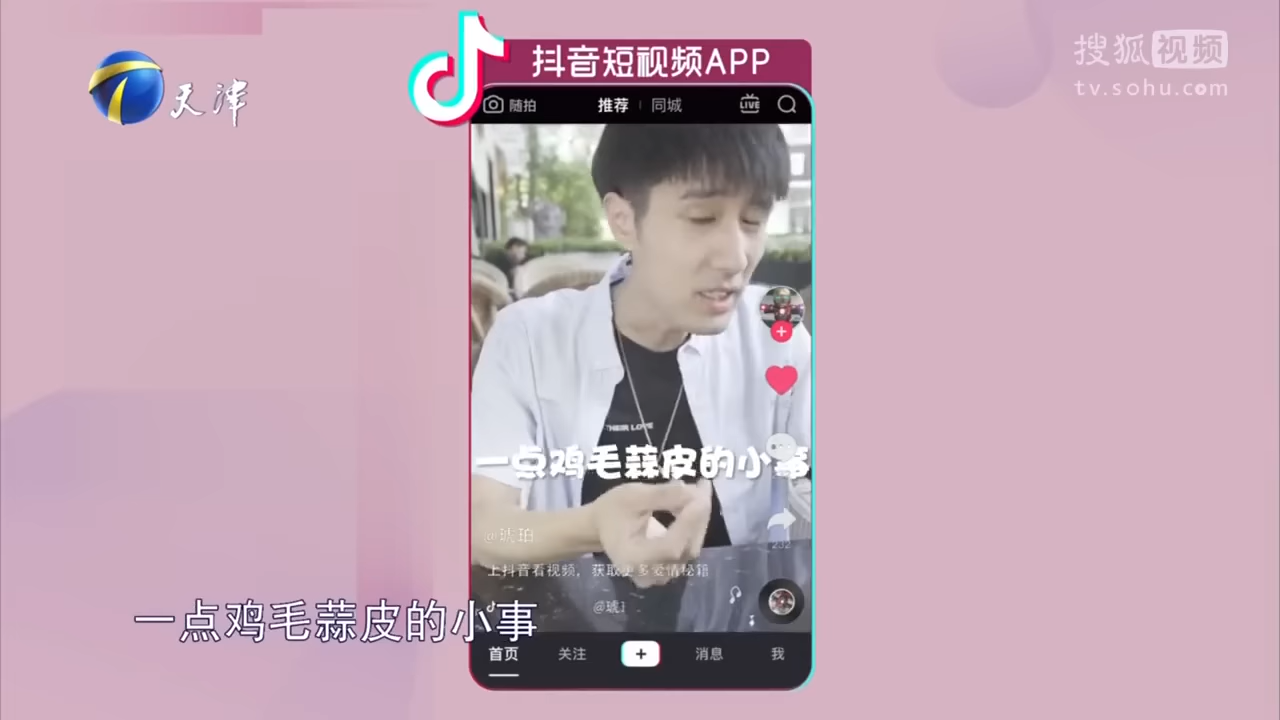 天津
抖音短视频APP
搜狐视频
tv.sohu.com
随拍
推荐
同城
LIVE
THEIR LOVE
一点鸡毛蒜皮的小事
232
@琥珀
上抖音看视频，获取更多爱情秘籍
一点鸡毛蒜皮的小事
首页
关注
消息
我